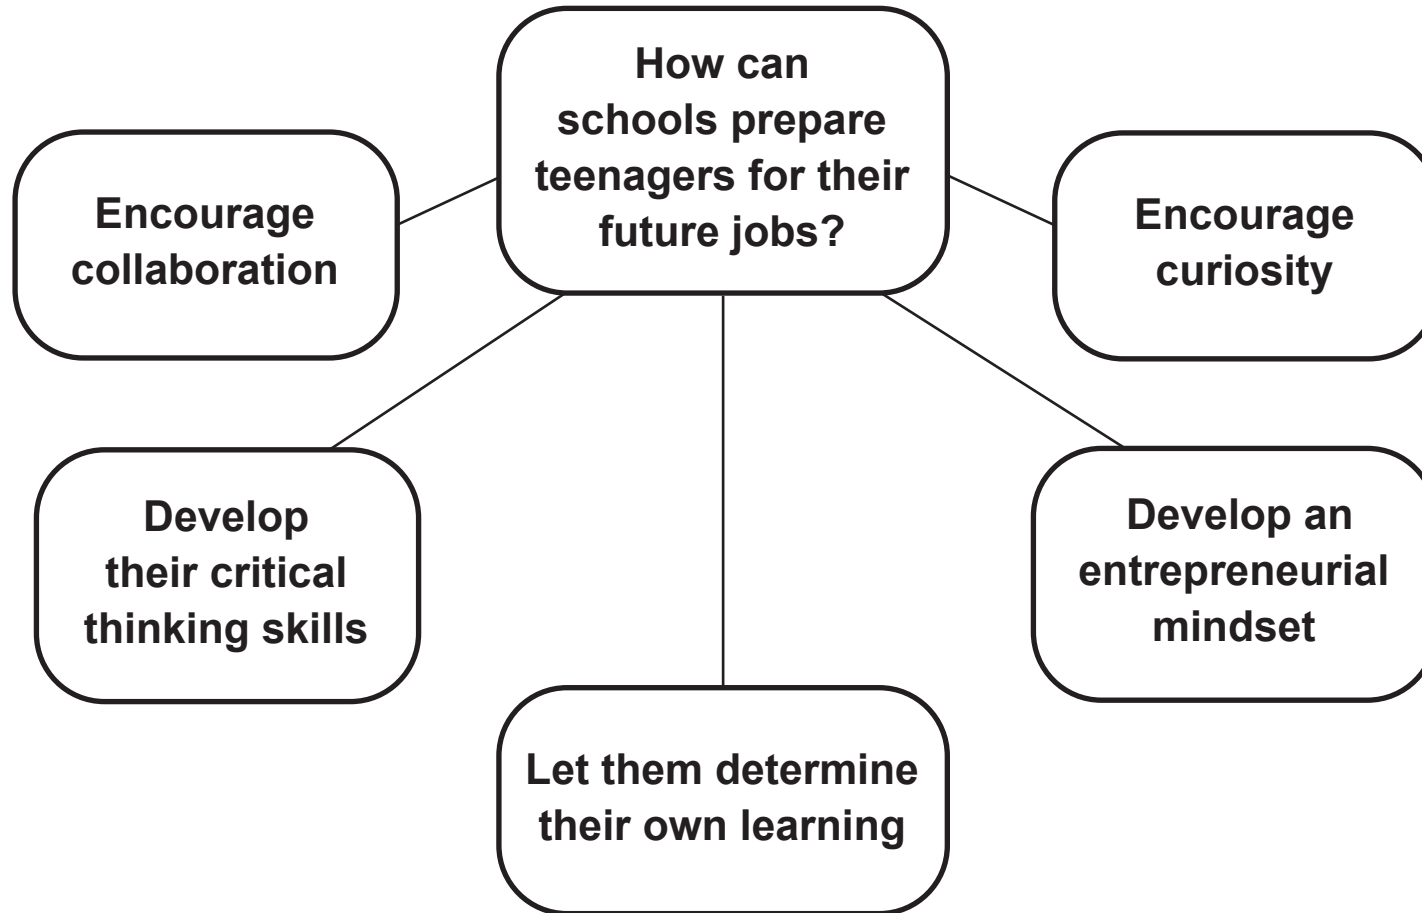 How can
schools prepare
teenagers for their
future jobs?
Encourage
collaboration
Encourage
curiosity
Develop
their critical
thinking skills
Develop an
entrepreneurial
mindset
Let them determine
their own learning